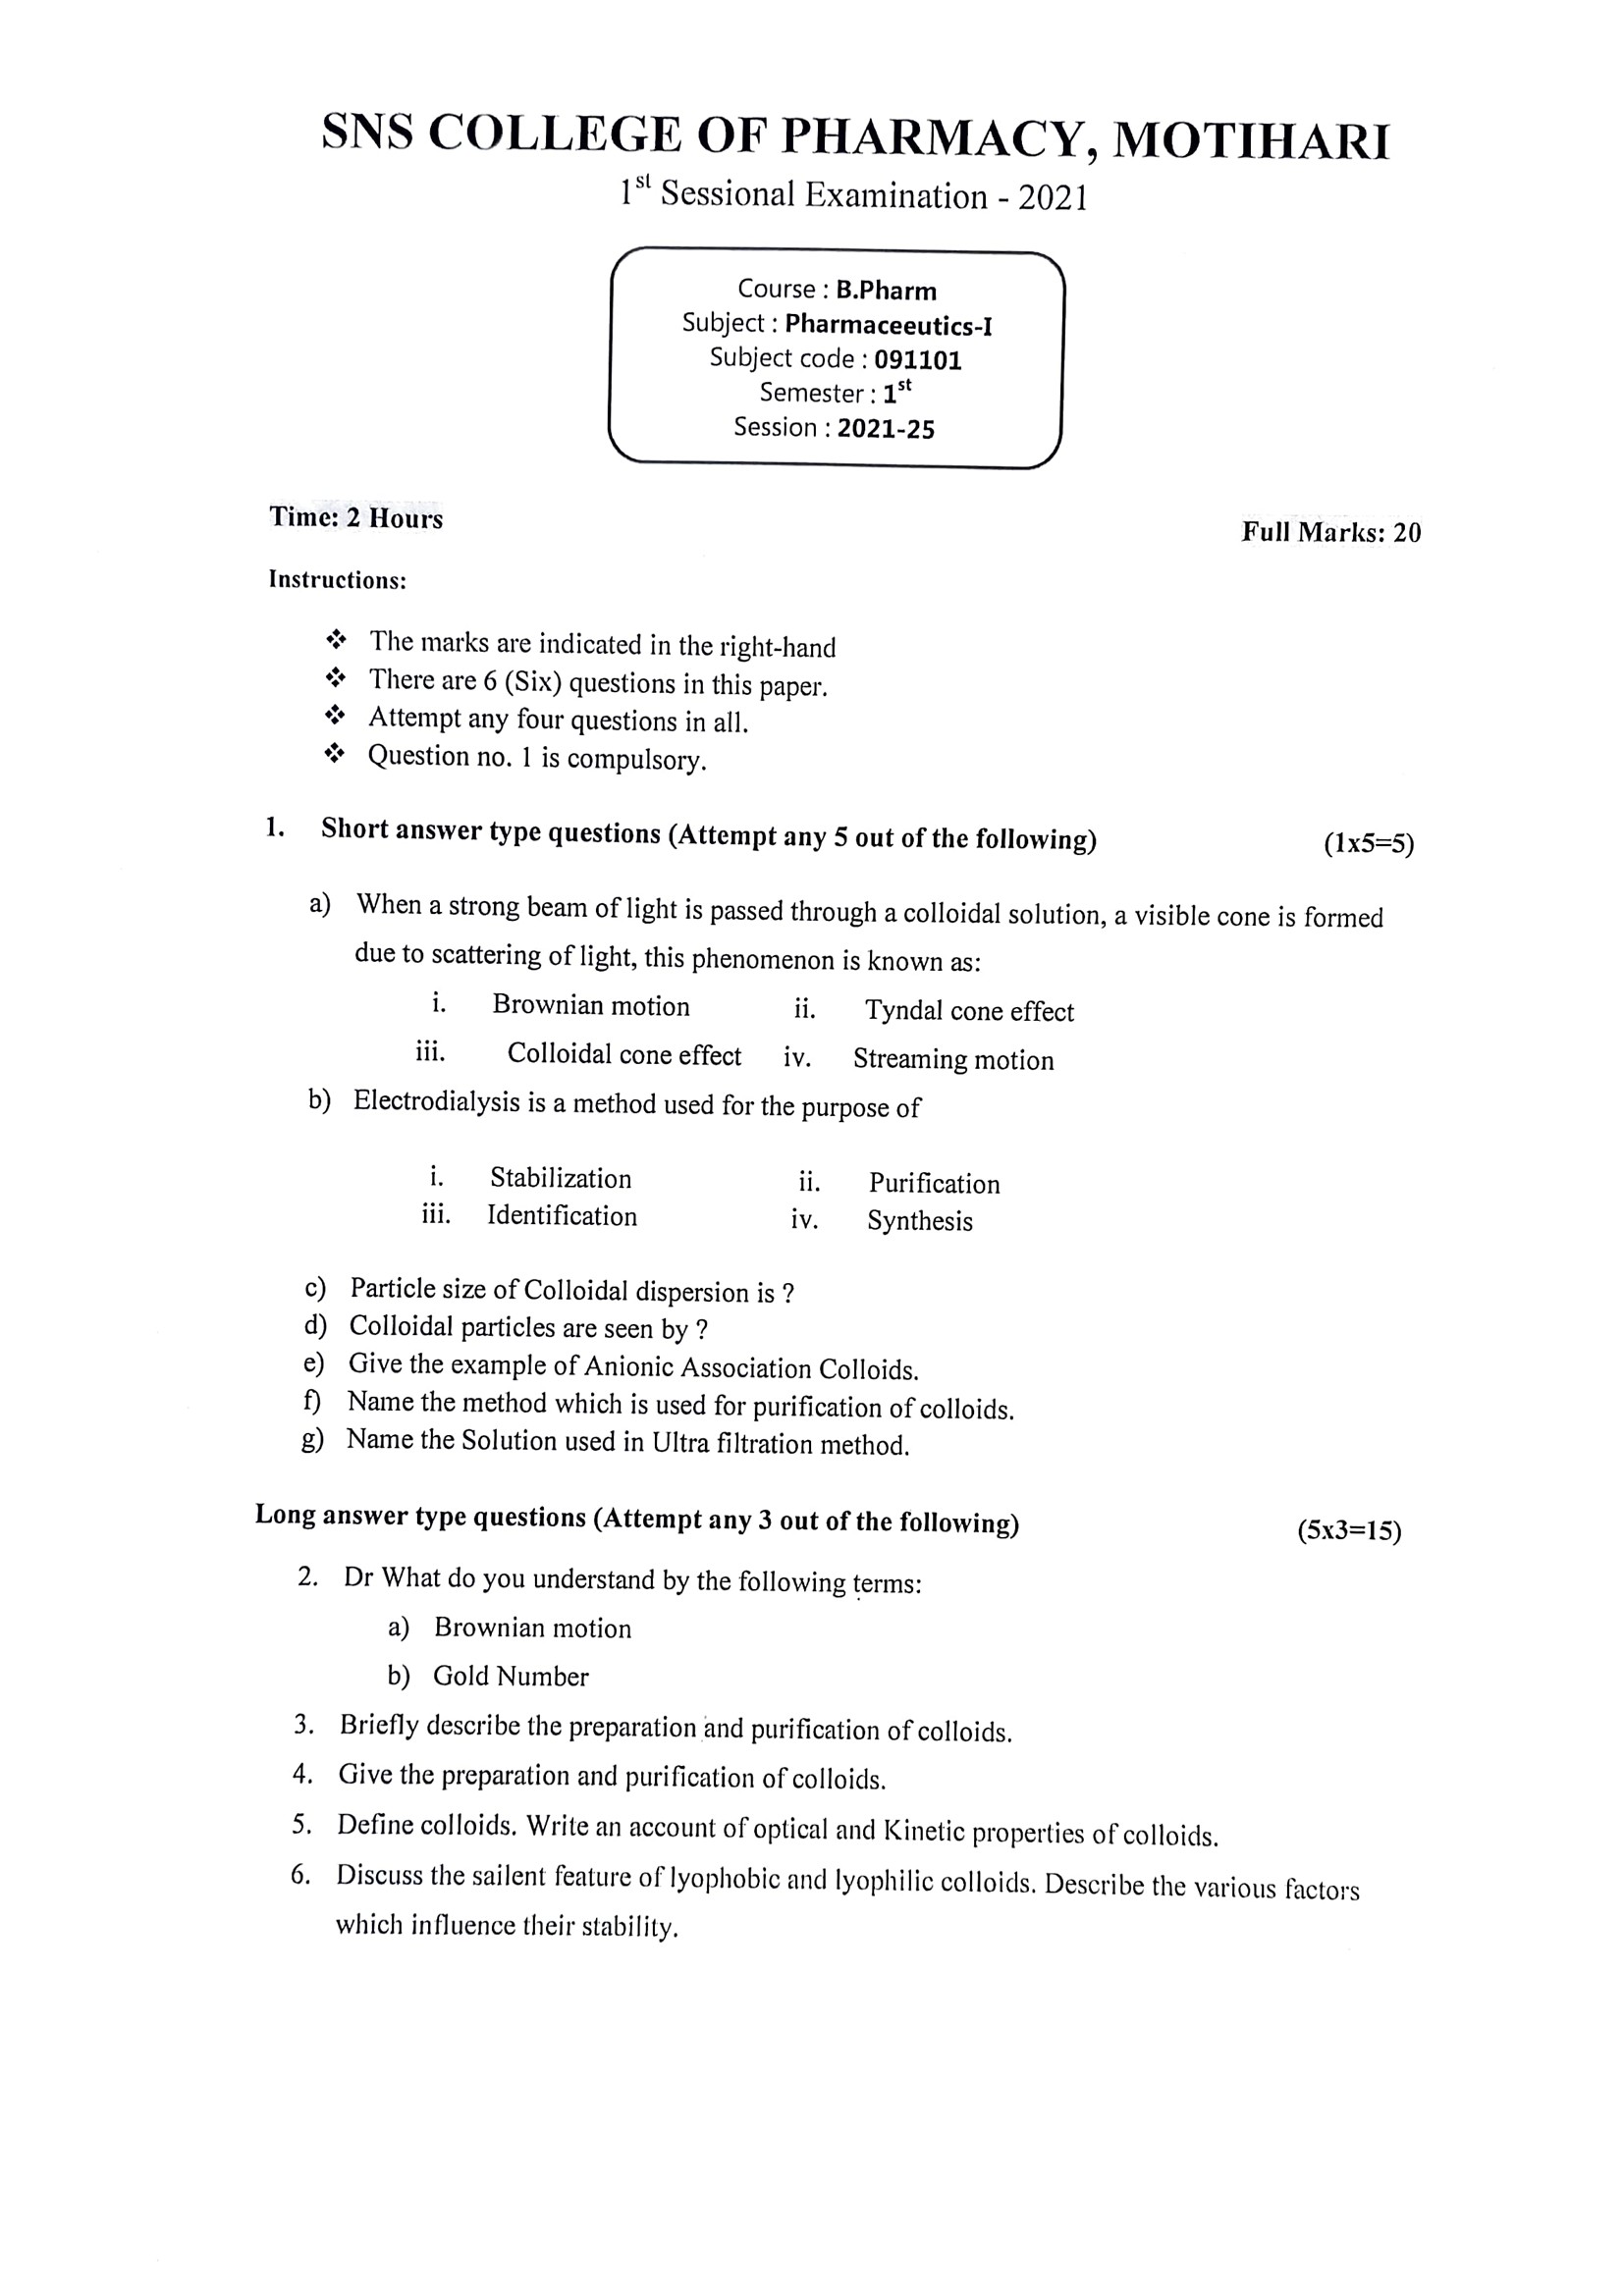 SNS COLLEGE OF PHARMACY, MOTIHARI
1st Sessional Examination - 2021
Course : B.Pharm
Subject : Pharmaceeutics-I
Subject code : 091101
Semester : 1st
Session : 2021-25
Time: 2 Hours
Full Marks: 20
Instructions:
❖ The marks are indicated in the right-hand
❖ There are 6 (Six) questions in this paper.
❖ Attempt any four questions in all.
❖ Question no. 1 is compulsory.
1. Short answer type questions (Attempt any 5 out of the following) (1x5=5)
a) When a strong beam of light is passed through a colloidal solution, a visible cone is formed
due to scattering of light, this phenomenon is known as:
i. Brownian motion ii. Tyndal cone effect
iii. Colloidal cone effect iv. Streaming motion
b) Electrodialysis is a method used for the purpose of
i. Stabilization ii. Purification
iii. Identification iv. Synthesis
c) Particle size of Colloidal dispersion is ?
d) Colloidal particles are seen by ?
e) Give the example of Anionic Association Colloids.
f) Name the method which is used for purification of colloids.
g) Name the Solution used in Ultra filtration method.
Long answer type questions (Attempt any 3 out of the following) (5x3=15)
2. Dr What do you understand by the following terms:
a) Brownian motion
b) Gold Number
3. Briefly describe the preparation and purification of colloids.
4. Give the preparation and purification of colloids.
5. Define colloids. Write an account of optical and Kinetic properties of colloids.
6. Discuss the sailent feature of lyophobic and lyophilic colloids. Describe the various factors
which influence their stability.